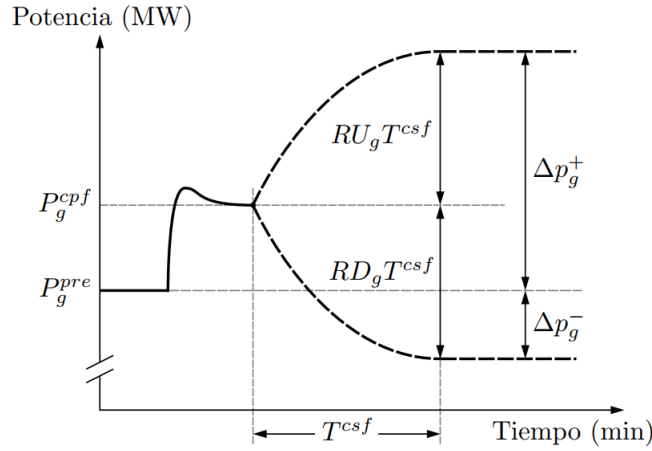 Potencia (MW)
RU_g T^{csf}
Δp_g^+
P_g^{cpf}
RD_g T^{csf}
P_g^{pre}
Δp_g^-
T^{csf}
Tiempo (min)